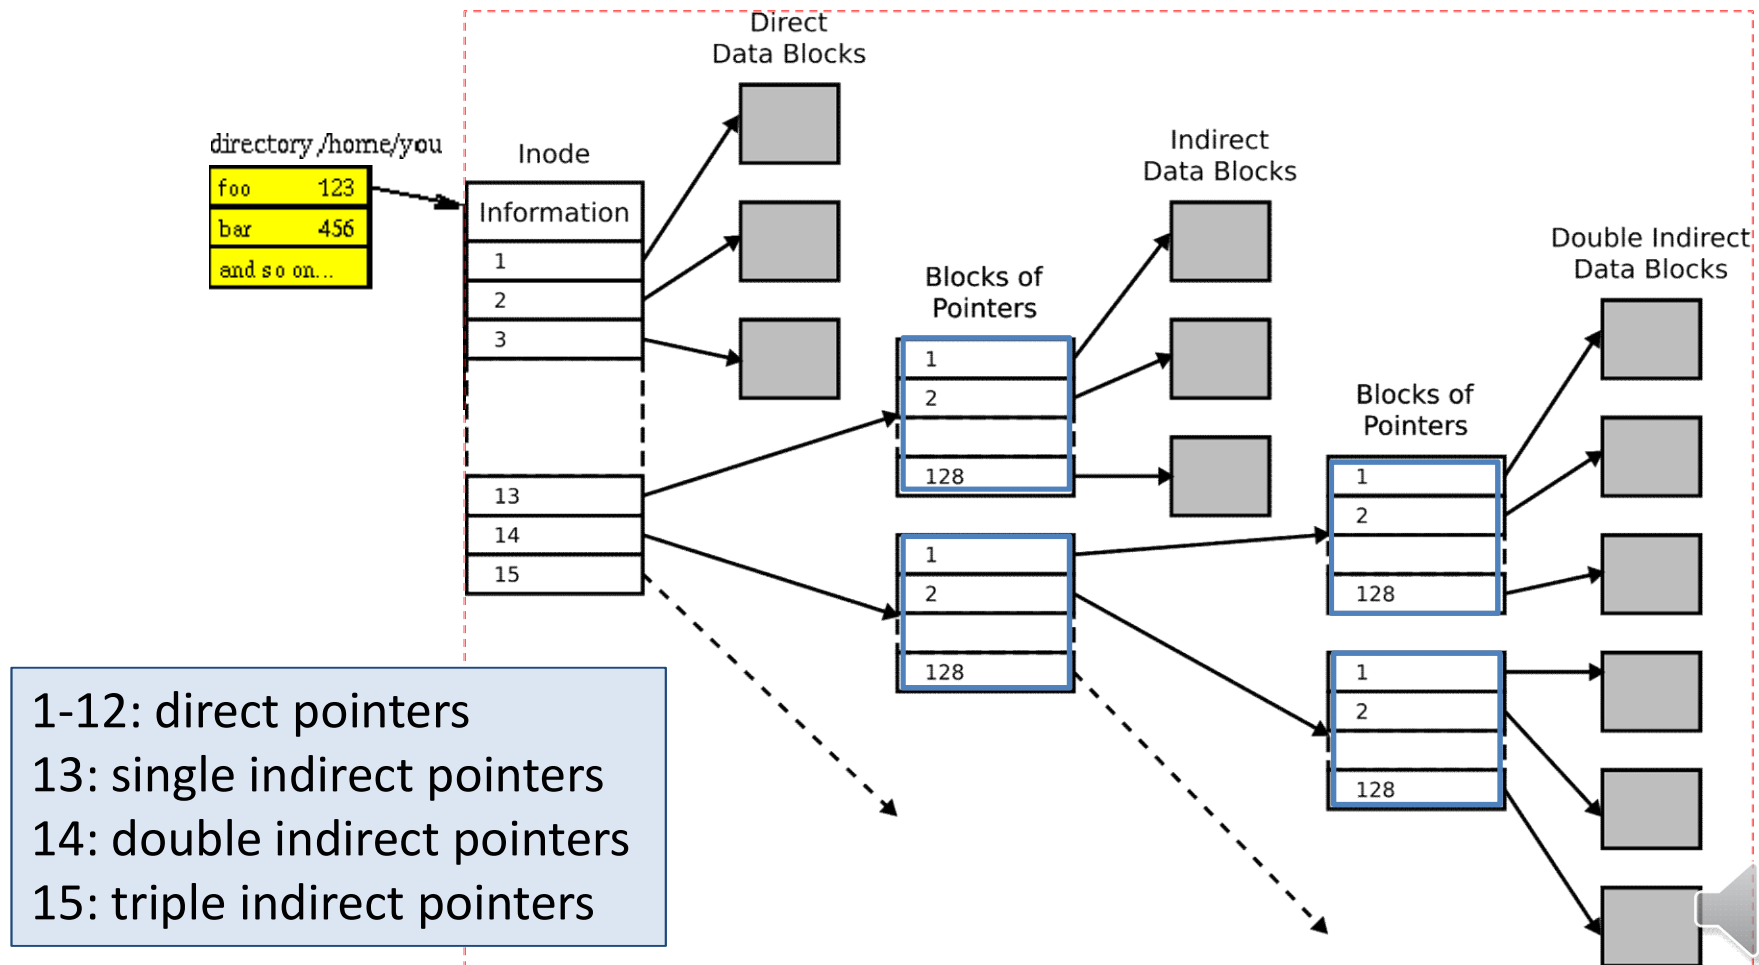 Direct
Data Blocks
directory /home/you
foo 123
bar 456
and so on...
Inode
Information
1
2
3
13
14
15
Blocks of
Pointers
1
2
128
1
2
128
Indirect
Data Blocks
Blocks of
Pointers
1
2
128
1
2
128
Double Indirect
Data Blocks
1-12: direct pointers
13: single indirect pointers
14: double indirect pointers
15: triple indirect pointers